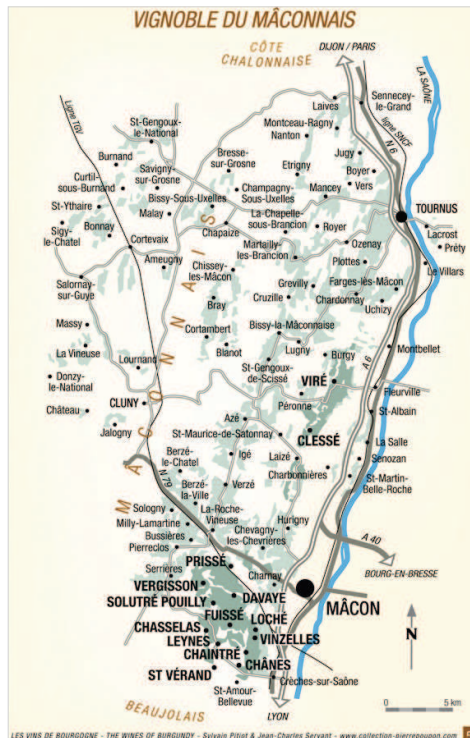 VIGNOBLE DU MÂCONNAIS
CÔTE
CHALONNAISE
DIJON / PARIS
LA SAÔNE
Ligne TGV
Laives
Sennecey-
le-Grand
ligne SNCF
N 6
St-Gengoux-
le-National
Montceau-Ragny
Nanton
Burnand
Bresse-
sur-Grosne
Jugy
Etrigny
Boyer
Curtil-
sous-Burnand
Savigny-
sur-Grosne
Vers
Champagny-
Sous-Uxelles
Mancey
Bissy-Sous-Uxelles
St-Ythaire
Malay
La-Chapelle-
sous-Brancion
TOURNUS
Sigy-
le-Chatel
Bonnay
Chapaize
Royer
Lacrost
Cortevaix
Martailly-
les-Brancion
Ozenay
Préty
Ameugny
Chissey-
les-Mâcon
Plottes
Le Villars
Salornay-
sur-Guye
Grevilly
Farges-lès-Mâcon
Bray
Cruzille
Chardonnay
Uchizy
Massy
Cortambert
Bissy-la-Mâconnaise
La Vineuse
Blanot
Lugny
Burgy
A 6
Montbellet
Lournand
St-Gengoux-
de-Scissé
Donzy-
le-National
VIRÉ
Fleurville
CLUNY
Péronne
Château
Azé
St-Albain
Jalogny
St-Maurice-de-Satonnay
CLESSÉ
La Salle
Berzé-
le-Chatel
Igé
Laizé
Senozan
Charbonnières
St-Martin-
Belle-Roche
N 79
Berzé-
la-Ville
Verzé
MÂCONNAIS
Sologny
La-Roche-
Vineuse
Hurigny
Milly-Lamartine
Chevagny-
les-Chevrières
Bussières
A 40
Pierreclos
PRISSÉ
BOURG-EN-BRESSE
Serrières
Charnay
VERGISSON
DAVAYE
SOLUTRÉ POUILLY
MÂCON
FUISSÉ
LOCHÉ
CHASSELAS
VINZELLES
LEYNES
N
CHAINTRÉ
CHÂNES
ST VÉRAND
Crèches-sur-Saône
St-Amour-
Bellevue
0 5 km
BEAUJOLAIS
LYON
LES VINS DE BOURGOGNE - THE WINES OF BURGUNDY - Sylvain Pitiot & Jean-Charles Servant - www.collection-pierrepoupon.com